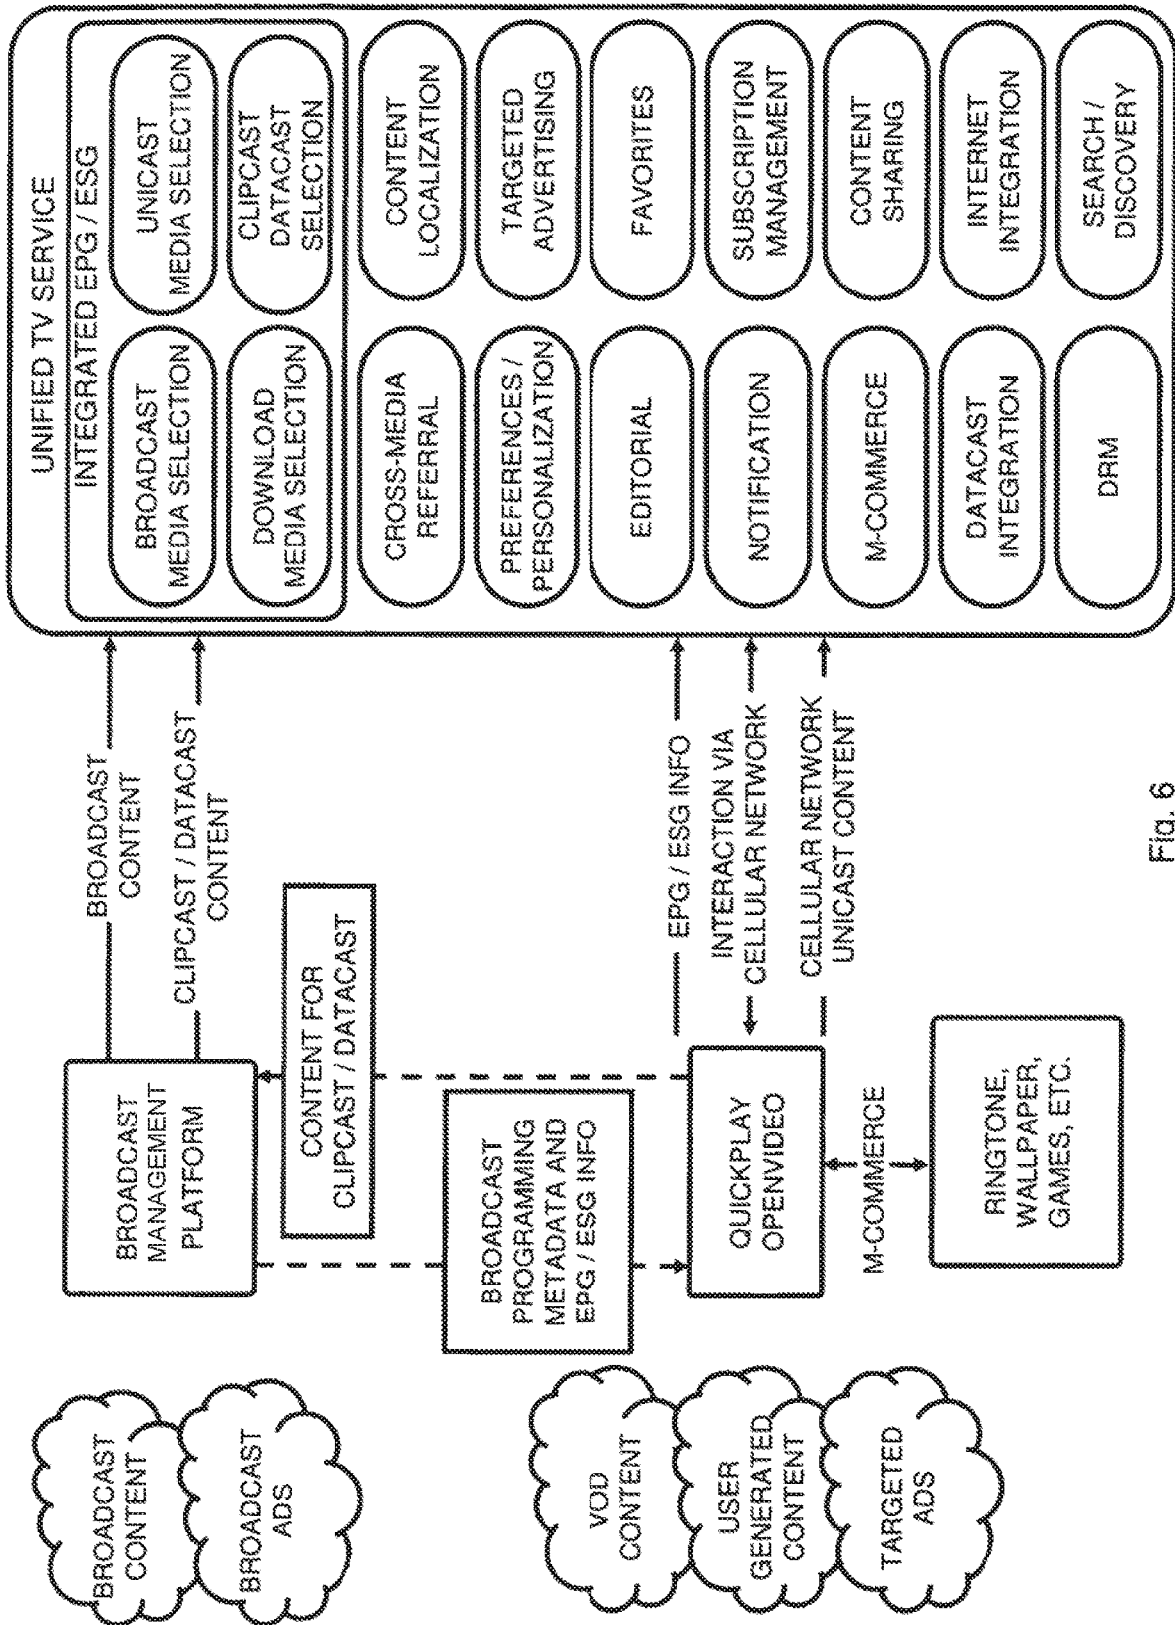 BROADCAST
CONTENT
BROADCAST
ADS
VOD
CONTENT
USER
GENERATED
CONTENT
TARGETED
ADS
BROADCAST
MANAGEMENT
PLATFORM
CONTENT FOR
CLIPCAST / DATACAST
BROADCAST
PROGRAMMING
METADATA AND
EPG / ESG INFO
QUICKPLAY
OPENVIDEO
M-COMMERCE
RINGTONE,
WALLPAPER,
GAMES, ETC.
BROADCAST
CONTENT
CLIPCAST / DATACAST
CONTENT
EPG / ESG INFO
INTERACTION VIA
CELLULAR NETWORK
CELLULAR NETWORK
UNICAST CONTENT
UNIFIED TV SERVICE
INTEGRATED EPG / ESG
BROADCAST
MEDIA SELECTION
UNICAST
MEDIA SELECTION
DOWNLOAD
MEDIA SELECTION
CLIPCAST
DATACAST
SELECTION
CROSS-MEDIA
REFERRAL
CONTENT
LOCALIZATION
PREFERENCES /
PERSONALIZATION
TARGETED
ADVERTISING
EDITORIAL
FAVORITES
NOTIFICATION
SUBSCRIPTION
MANAGEMENT
M-COMMERCE
CONTENT
SHARING
DATACAST
INTEGRATION
INTERNET
INTEGRATION
DRM
SEARCH /
DISCOVERY
Fig. 6